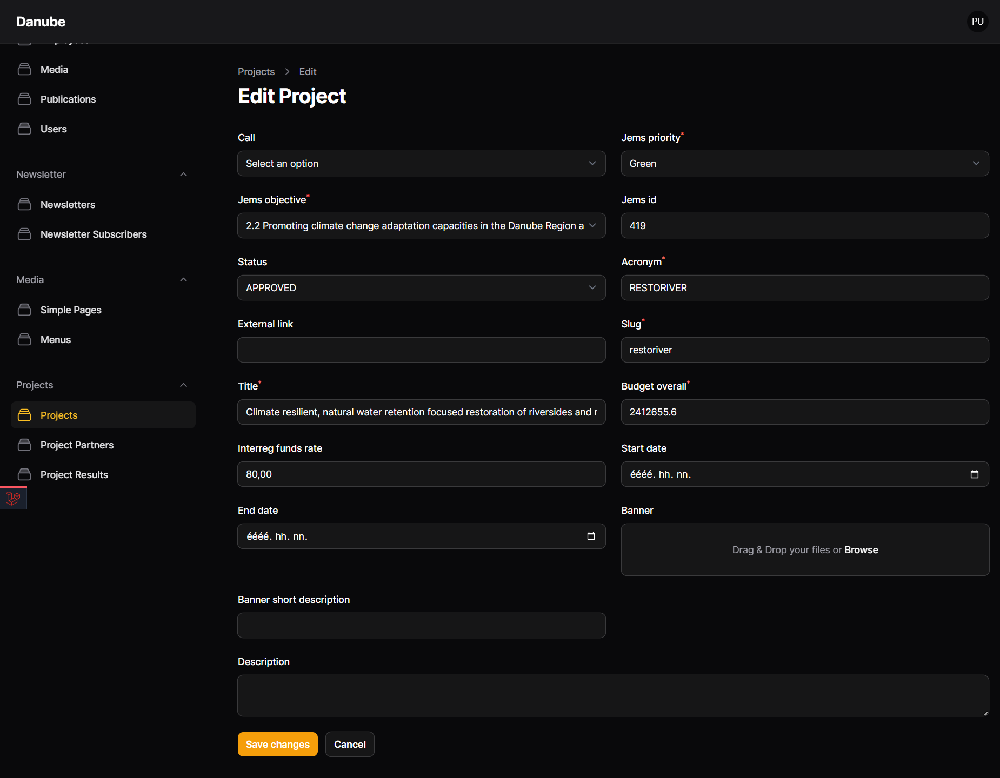 Danube
PU
Media
Publications
Users
Newsletter
Newsletters
Newsletter Subscribers
Media
Simple Pages
Menus
Projects
Projects
Project Partners
Project Results
Projects > Edit
Edit Project
Call
Select an option
Jems priority*
Green
Jems objective*
2.2 Promoting climate change adaptation capacities in the Danube Region a
Jems id
419
Status
APPROVED
Acronym*
RESTORIVER
External link
Slug*
restoriver
Title*
Climate resilient, natural water retention focused restoration of riversides and r
Budget overall*
2412655.6
Interreg funds rate
80,00
Start date
éééé. hh. nn.
End date
éééé. hh. nn.
Banner
Drag & Drop your files or Browse
Banner short description
Description
Save changes
Cancel